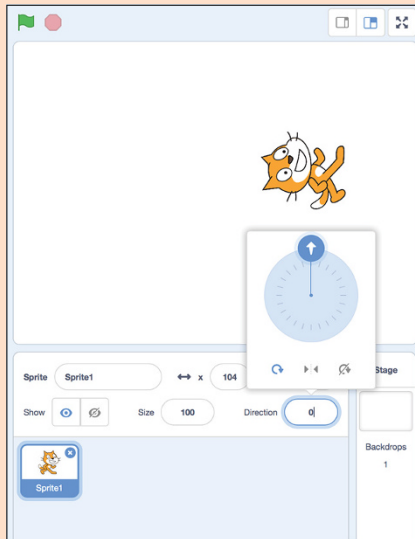 Sprite Sprite1 x 104 Stage
Show Size 100 Direction 0
Backdrops
1
Sprite1